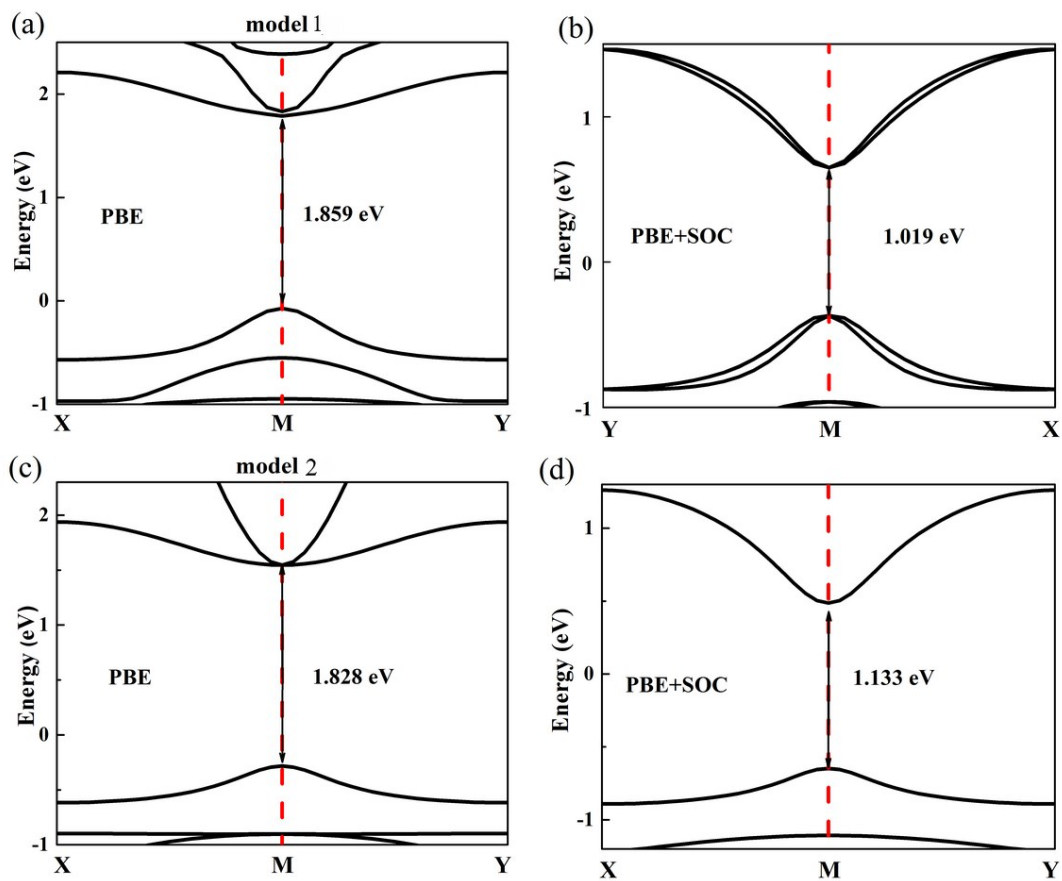 (a)
model 1
Energy (eV)
2
1
0
-1
PBE
1.859 eV
X
M
Y
(b)
Energy (eV)
1
0
-1
PBE+SOC
1.019 eV
Y
M
X
(c)
model 2
Energy (eV)
2
1
0
-1
PBE
1.828 eV
X
M
Y
(d)
Energy (eV)
1
0
-1
PBE+SOC
1.133 eV
X
M
Y